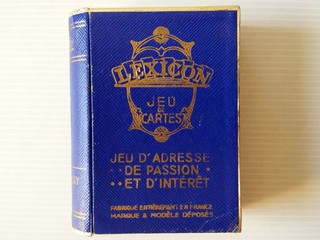 LEXICON
JEU
DE
CARTES
JEU D'ADRESSE
DE PASSION
ET D'INTÉRÊT
FABRIQUÉ ENTIÈREMENT EN FRANCE
MARQUE & MODÈLE DÉPOSÉS